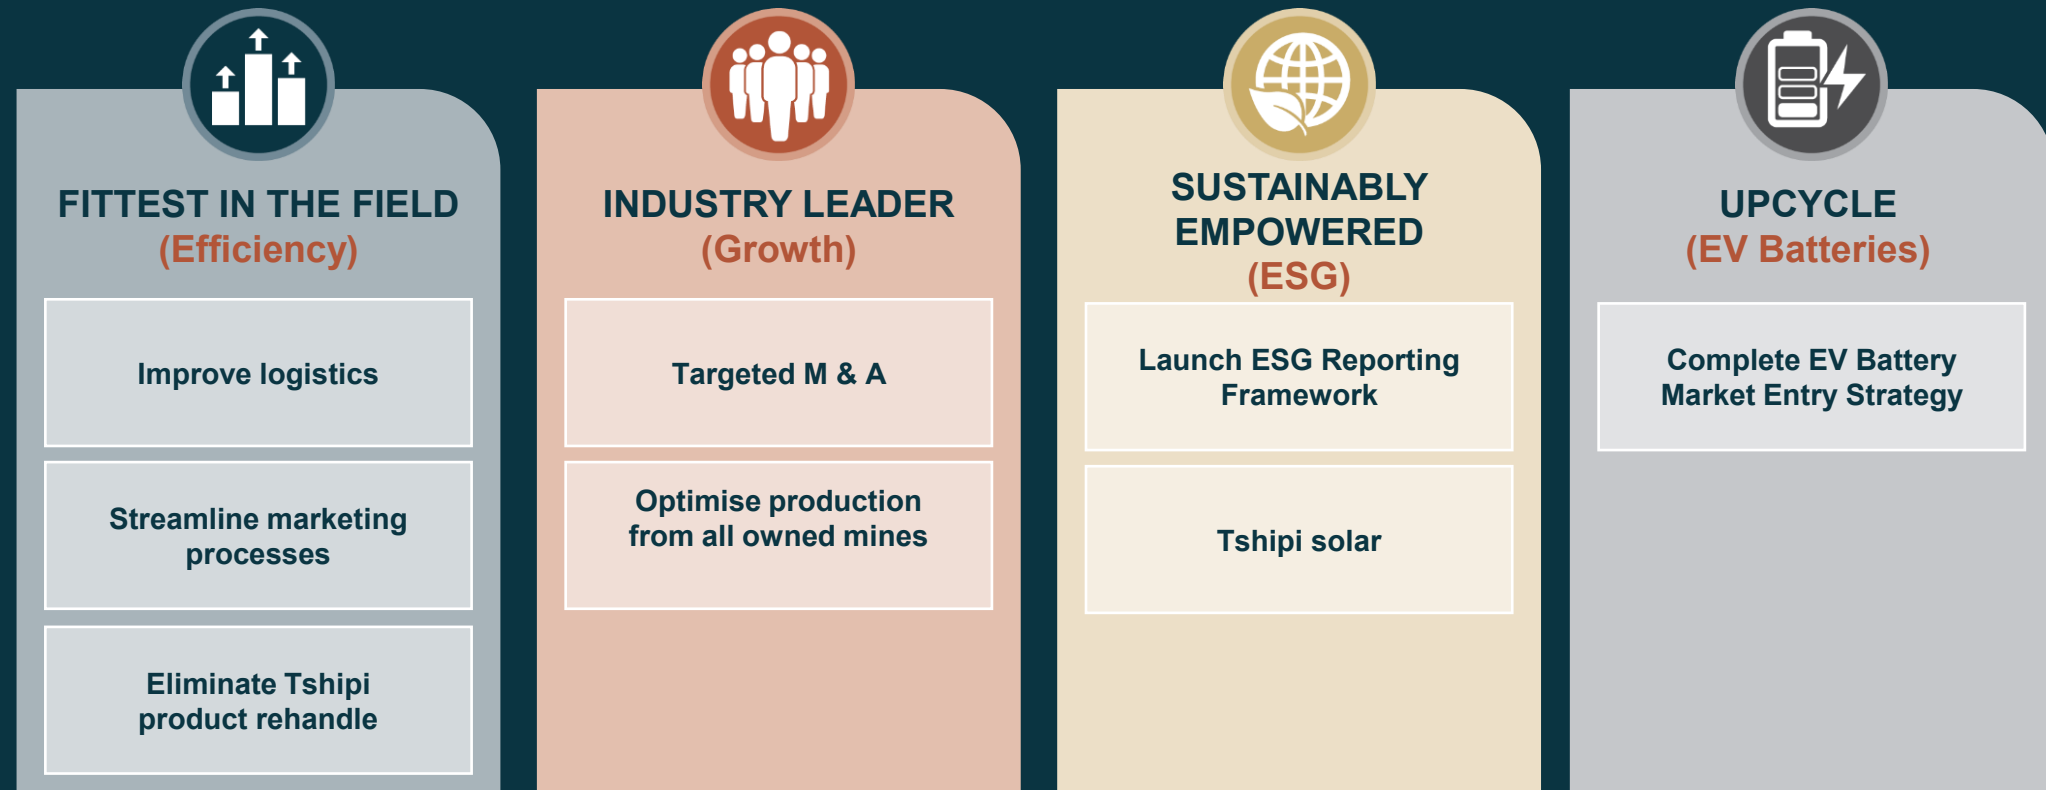 FITTEST IN THE FIELD
(Efficiency)
Improve logistics
Streamline marketing
processes
Eliminate Tshipi
product rehandle
INDUSTRY LEADER
(Growth)
Targeted M & A
Optimise production
from all owned mines
SUSTAINABLY
EMPOWERED
(ESG)
Launch ESG Reporting
Framework
Tshipi solar
UPCYCLE
(EV Batteries)
Complete EV Battery
Market Entry Strategy